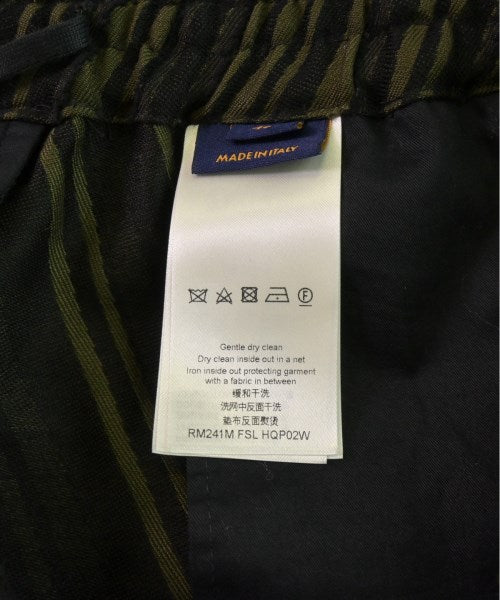 MADE IN ITALY
F
Gentle dry clean
Dry clean inside out in a net
Iron inside out protecting garment
with a fabric in between
缓和干洗
洗网中反面干洗
垫布反面熨烫
RM241M FSL HQP02W